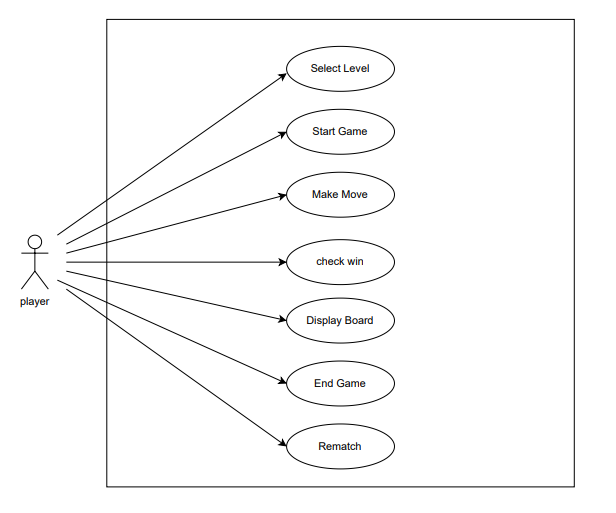 Select Level
Start Game
Make Move
check win
player
Display Board
End Game
Rematch